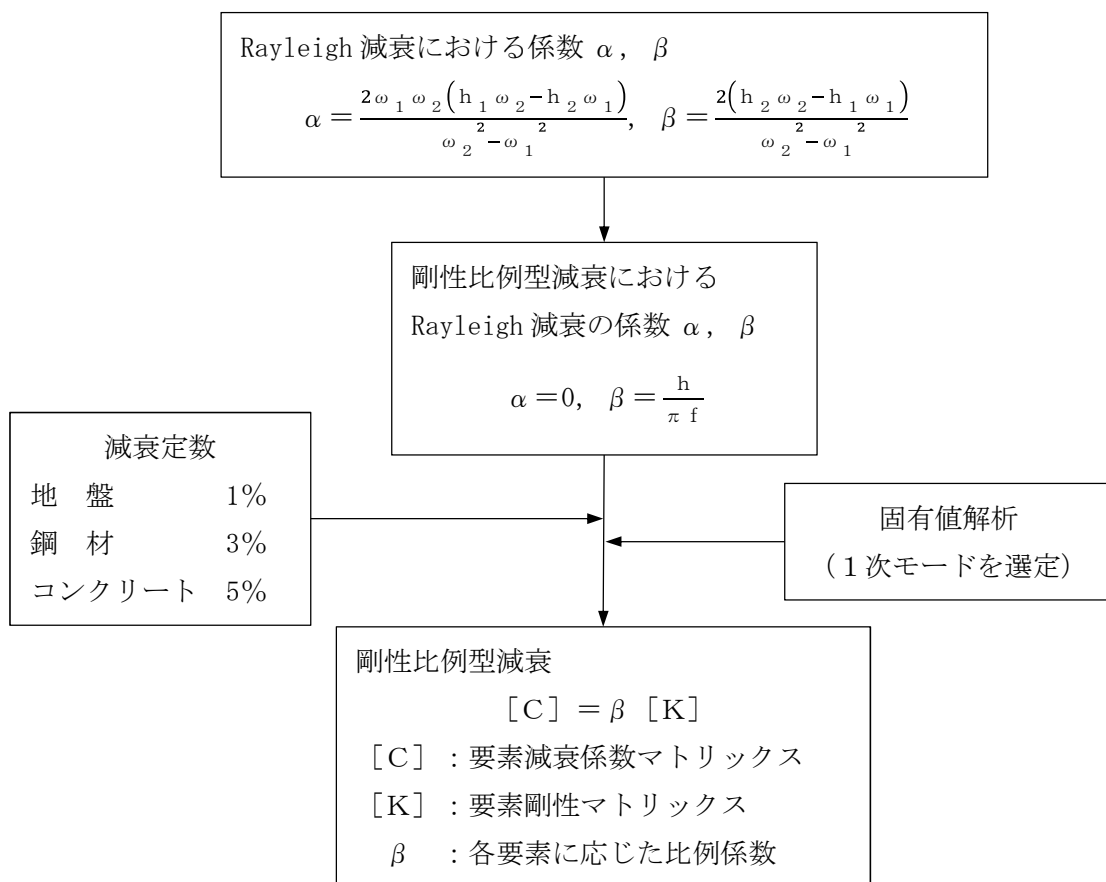 Rayleigh 減衰における係数 α, β
α＝2ω₁ω₂(h₁ω₂−h₂ω₁)/(ω₂²−ω₁²), β＝2(h₂ω₂−h₁ω₁)/(ω₂²−ω₁²)
剛性比例型減衰における
Rayleigh 減衰の係数 α, β
α＝0, β＝h/(πf)
減衰定数
地　盤　1%
鋼　材　3%
コンクリート　5%
固有値解析
（１次モードを選定）
剛性比例型減衰
［C］＝β［K］
［C］：要素減衰係数マトリックス
［K］：要素剛性マトリックス
β　：各要素に応じた比例係数